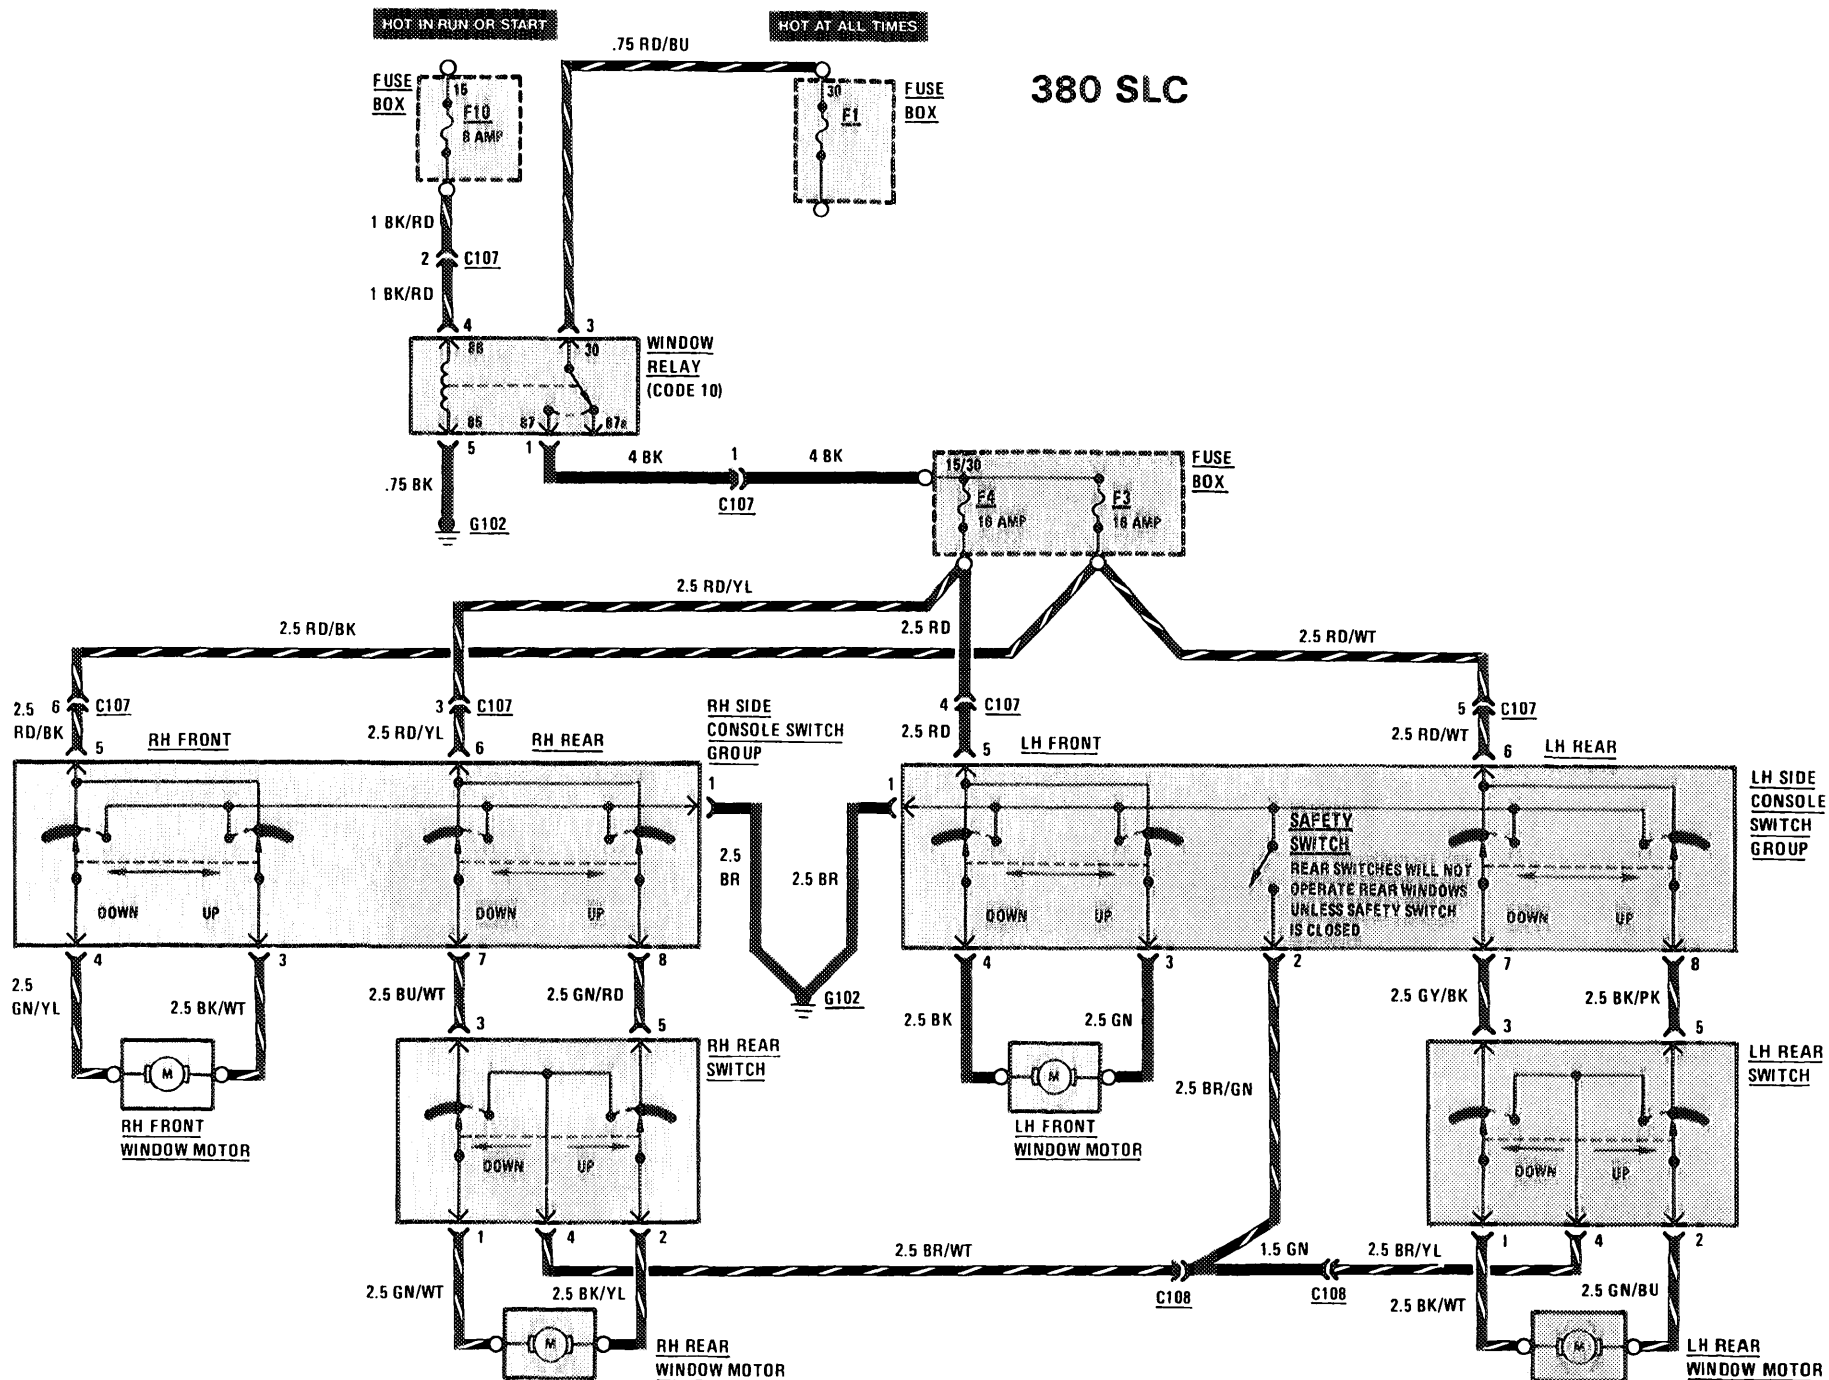 HOT IN RUN OR START
HOT AT ALL TIMES
.75 RD/BU
380 SLC
FUSE
BOX
15
F10
8 AMP
30
F1
FUSE
BOX
1 BK/RD
2
C107
1 BK/RD
4
3
86
30
WINDOW
RELAY
(CODE 10)
85
87
87a
5
1
4 BK
1
4 BK
C107
.75 BK
G102
15/30
F4
16 AMP
F3
16 AMP
FUSE
BOX
2.5 RD/YL
2.5 RD/BK
2.5 RD
2.5 RD/WT
2.5
RD/BK
6
C107
5
RH FRONT
3
C107
2.5 RD/YL
6
RH REAR
RH SIDE
CONSOLE SWITCH
GROUP
4
C107
2.5 RD
5
LH FRONT
5
C107
2.5 RD/WT
6
LH REAR
LH SIDE
CONSOLE
SWITCH
GROUP
1
1
2.5
BR
2.5 BR
SAFETY
SWITCH
REAR SWITCHES WILL NOT
OPERATE REAR WINDOWS
UNLESS SAFETY SWITCH
IS CLOSED
DOWN
UP
DOWN
UP
DOWN
UP
DOWN
UP
4
3
7
8
4
3
2
7
8
2.5
GN/YL
2.5 BK/WT
2.5 BU/WT
2.5 GN/RD
G102
2.5 BK
2.5 GN
2.5 GY/BK
2.5 BK/PK
3
5
3
5
M
RH FRONT
WINDOW MOTOR
RH REAR
SWITCH
M
LH FRONT
WINDOW MOTOR
2.5 BR/GN
LH REAR
SWITCH
DOWN
UP
DOWN
UP
1
4
2
1
4
2
2.5 BR/WT
1.5 GN
2.5 BR/YL
C108
C108
2.5 GN/WT
2.5 BK/YL
2.5 BK/WT
2.5 GN/BU
M
RH REAR
WINDOW MOTOR
M
LH REAR
WINDOW MOTOR